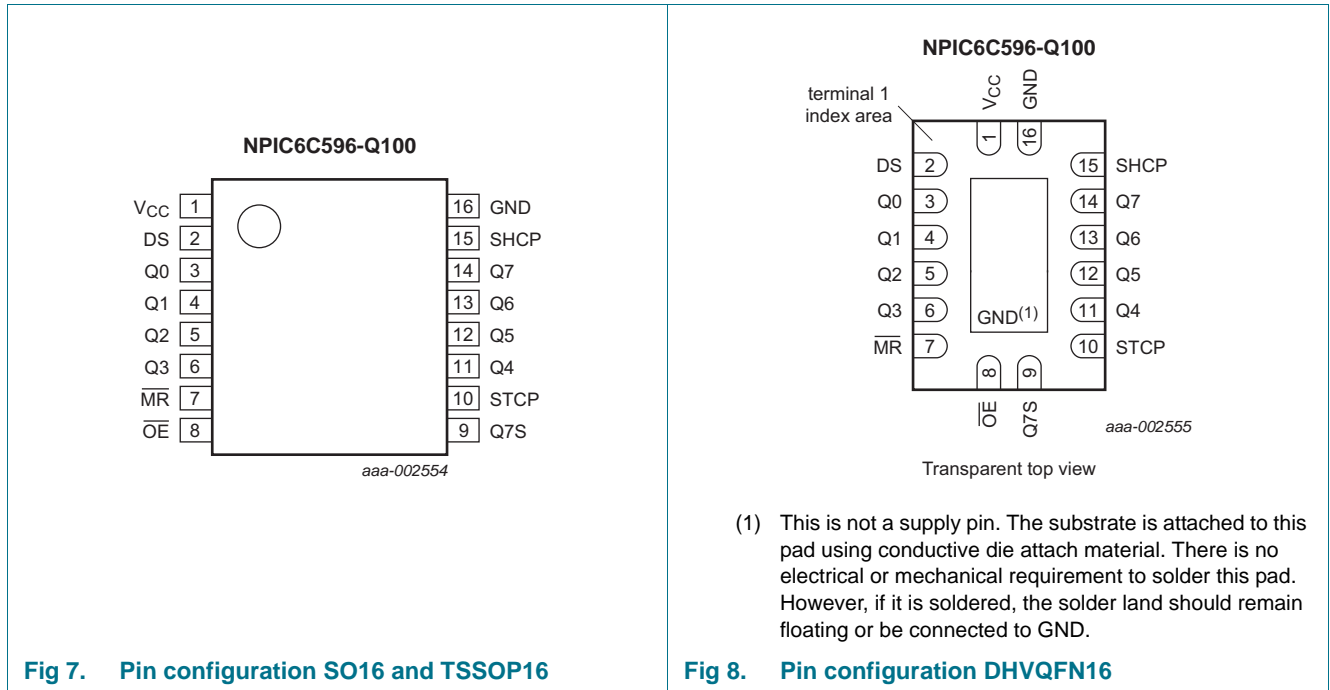 NPIC6C596-Q100
VCC 1
DS 2
Q0 3
Q1 4
Q2 5
Q3 6
MR 7
OE 8
16 GND
15 SHCP
14 Q7
13 Q6
12 Q5
11 Q4
10 STCP
9 Q7S
aaa-002554
Fig 7. Pin configuration SO16 and TSSOP16
NPIC6C596-Q100
terminal 1
index area
VCC
GND
1
16
DS 2
Q0 3
Q1 4
Q2 5
Q3 6
MR 7
15 SHCP
14 Q7
13 Q6
12 Q5
11 Q4
10 STCP
GND(1)
8
9
OE
Q7S
aaa-002555
Transparent top view
(1) This is not a supply pin. The substrate is attached to this
pad using conductive die attach material. There is no
electrical or mechanical requirement to solder this pad.
However, if it is soldered, the solder land should remain
floating or be connected to GND.
Fig 8. Pin configuration DHVQFN16